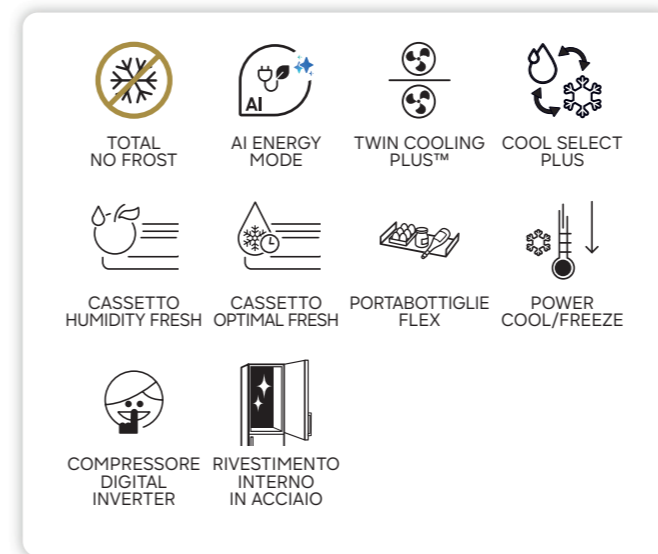 AI
TOTAL
NO FROST
AI ENERGY
MODE
TWIN COOLING
PLUS™
COOL SELECT
PLUS
CASSETTO
HUMIDITY FRESH
CASSETTO
OPTIMAL FRESH
PORTABOTTIGLIE
FLEX
POWER
COOL/FREEZE
COMPRESSORE
DIGITAL
INVERTER
RIVESTIMENTO
INTERNO
IN ACCIAIO